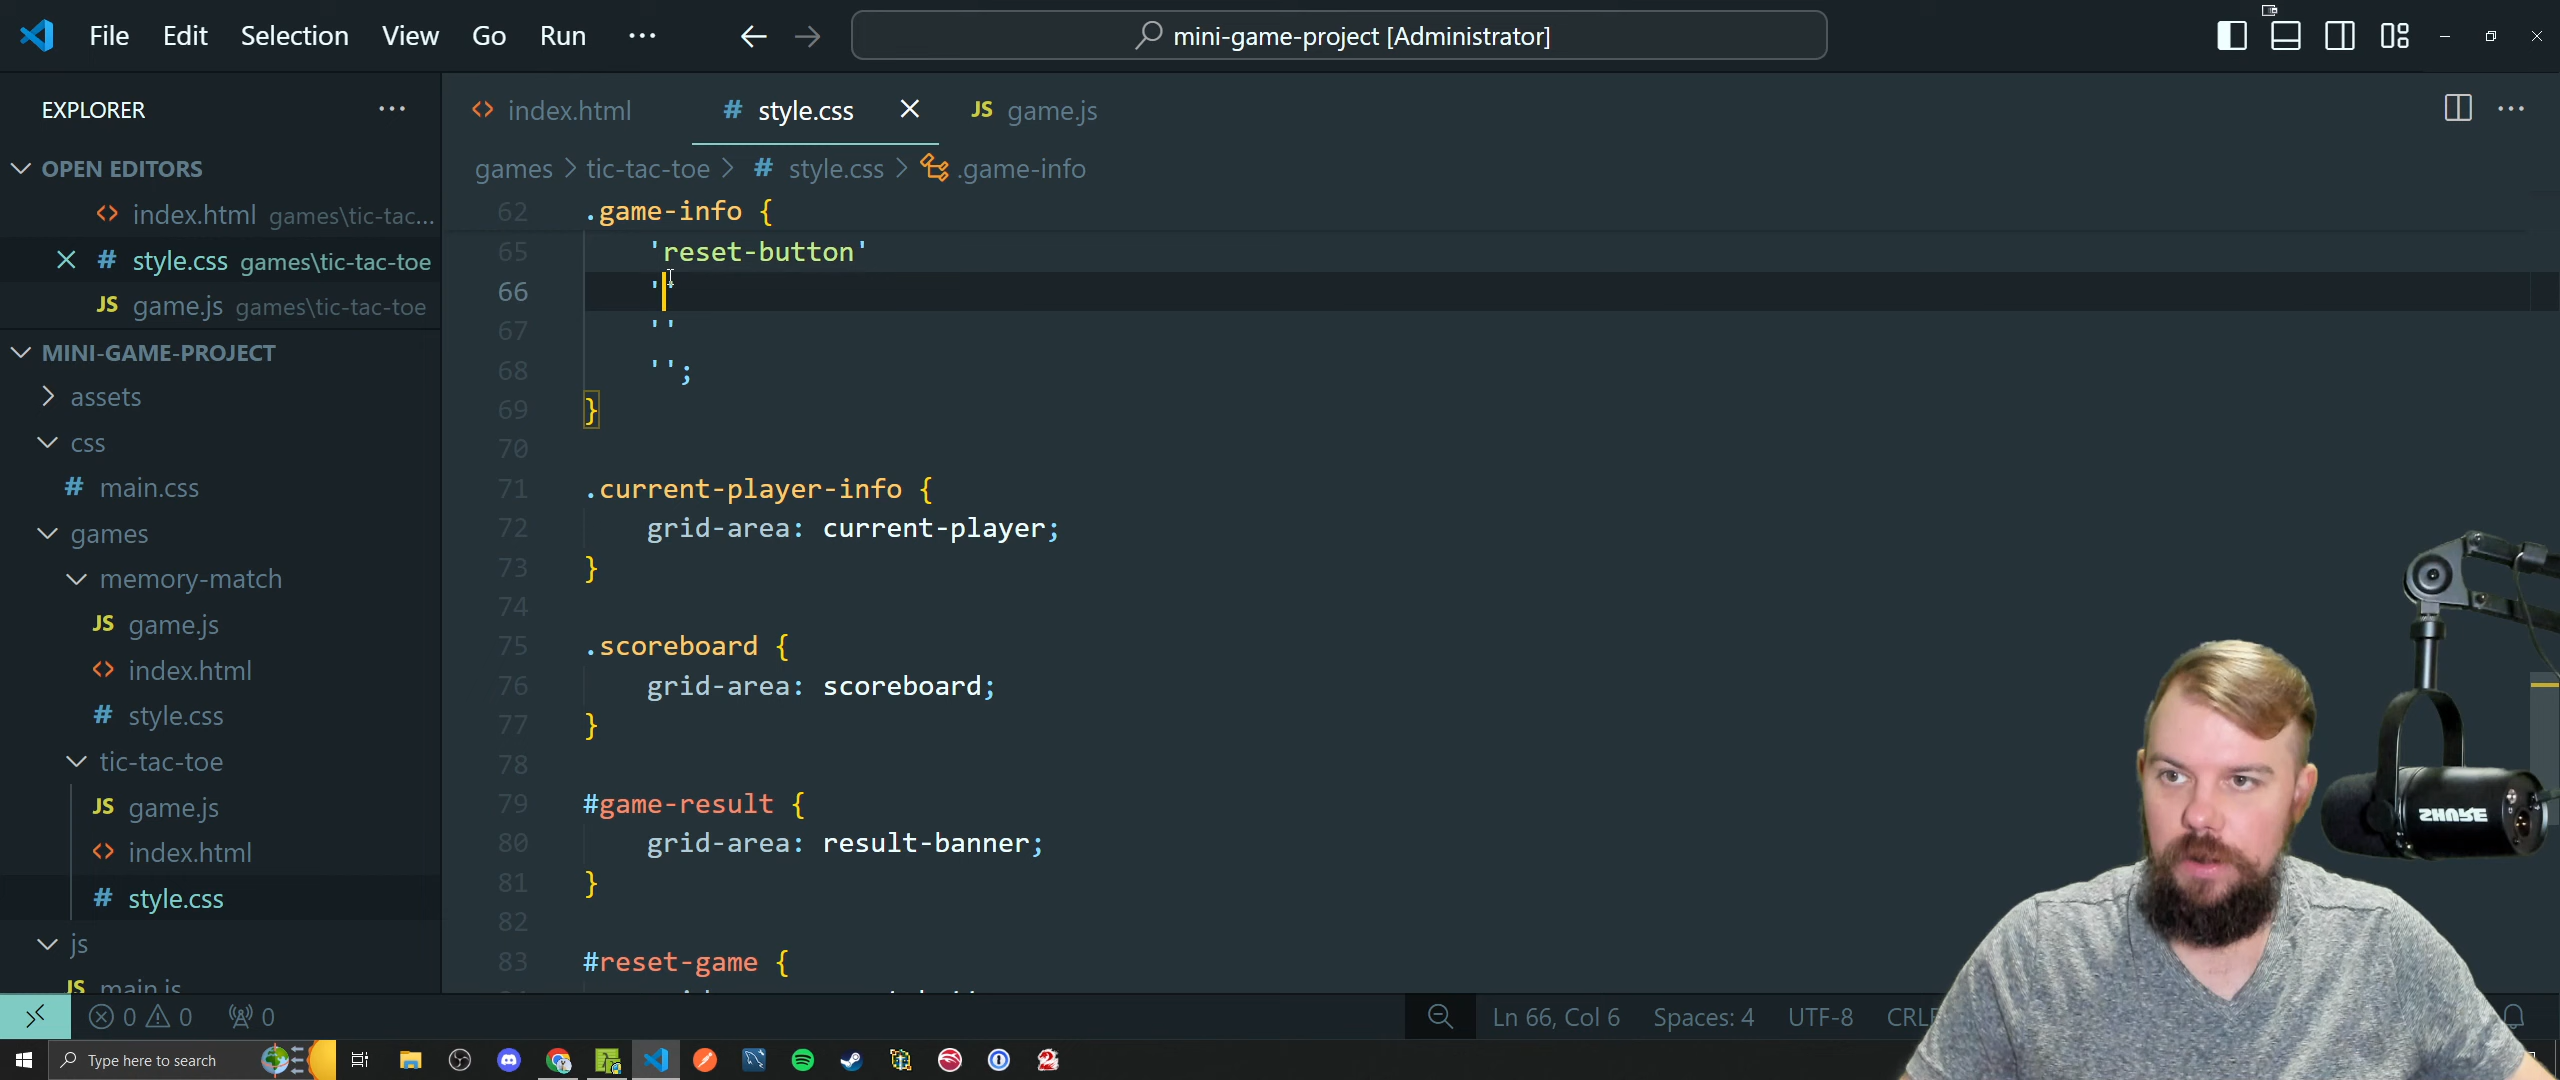 File Edit Selection View Go Run ···
mini-game-project [Administrator]
EXPLORER
OPEN EDITORS
index.html games\tic-tac...
style.css games\tic-tac-toe
game.js games\tic-tac-toe
MINI-GAME-PROJECT
assets
css
# main.css
games
memory-match
JS game.js
<> index.html
# style.css
tic-tac-toe
JS game.js
<> index.html
# style.css
js
JS main.js
<> index.html # style.css JS game.js
games > tic-tac-toe > # style.css > .game-info
62 .game-info {
65 'reset-button'
66 ''
67 ''
68 '';
69 }
70
71 .current-player-info {
72 grid-area: current-player;
73 }
74
75 .scoreboard {
76 grid-area: scoreboard;
77 }
78
79 #game-result {
80 grid-area: result-banner;
81 }
82
83 #reset-game {
0 0 0
Ln 66, Col 6 Spaces: 4 UTF-8
Type here to search
SHURE